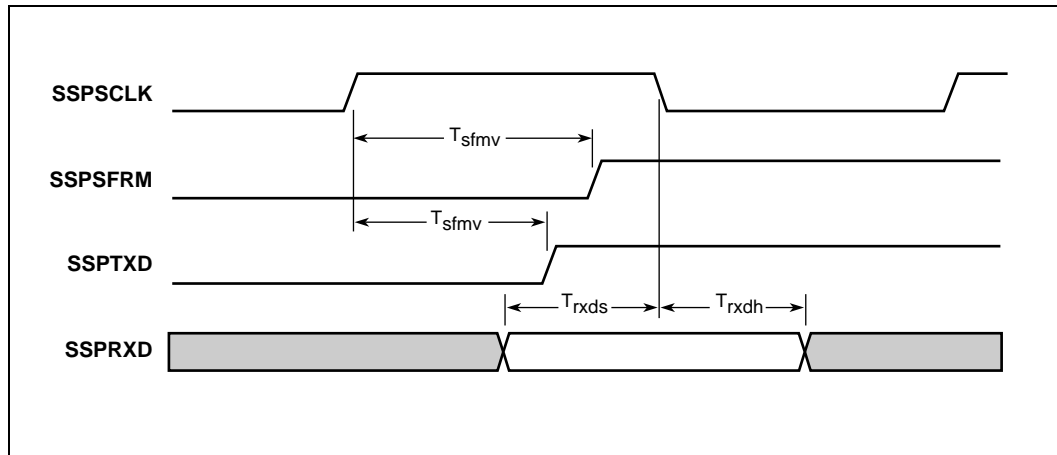 SSPSCLK
Tsfmv
SSPSFRM
Tsfmv
SSPTXD
Trxds
Trxdh
SSPRXD